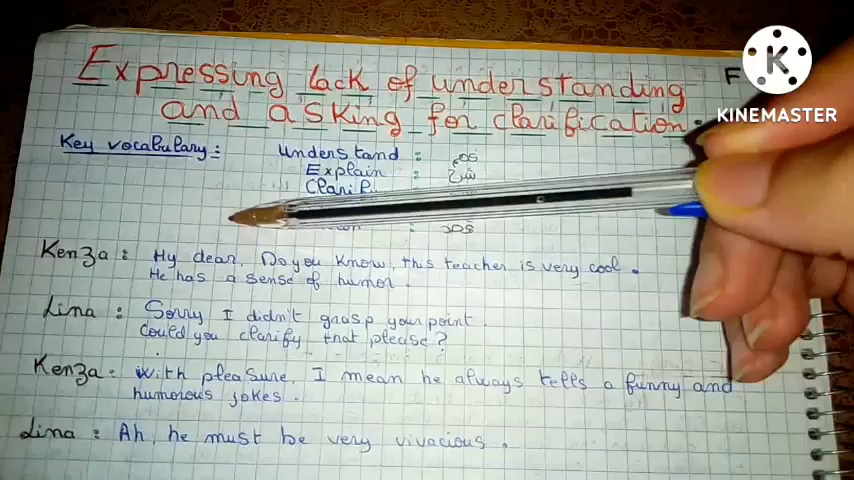 Expressing lack of understanding
and asking for clarification.
F
KINEMASTER
Key vocabulary:
Understand : فهم
Explain : شرح
Clarify
:
Kenza : Hy dear, Do you know, this teacher is very cool.
He has a sense of humor.
Lina : Sorry I didn't grasp your point.
Could you clarify that please?
Kenza : With pleasure, I mean he always tells a funny and
humorous jokes.
Lina : Ah, he must be very vivacious.